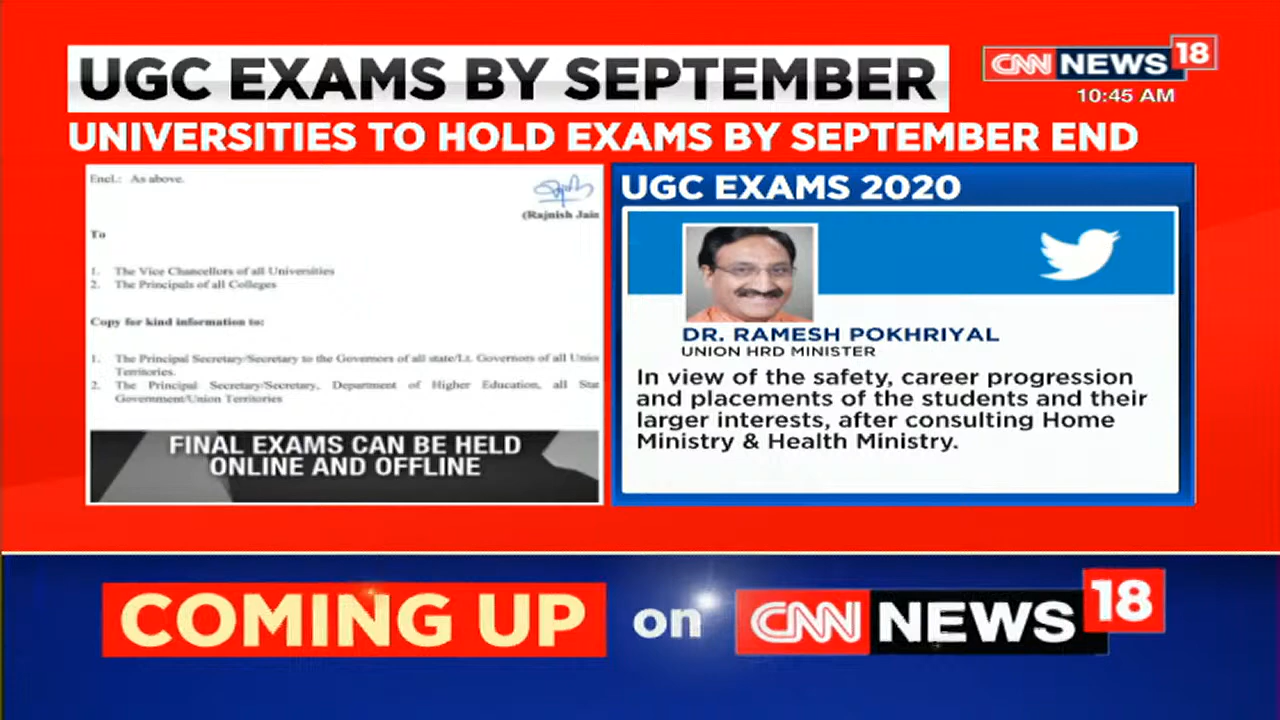 UGC EXAMS BY SEPTEMBER
CNN NEWS 18
10:45 AM
UNIVERSITIES TO HOLD EXAMS BY SEPTEMBER END
Encl.: As above.
(Rajnish Jain
To
1. The Vice Chancellors of all Universities
2. The Principals of all Colleges
Copy for kind information to:
1. The Principal Secretary/Secretary to the Governors of all state/Lt. Governors of all Unio
Territories.
2. The Principal Secretary/Secretary, Department of Higher Education, all Stat
Government/Union Territories
FINAL EXAMS CAN BE HELD
ONLINE AND OFFLINE
UGC EXAMS 2020
DR. RAMESH POKHRIYAL
UNION HRD MINISTER
In view of the safety, career progression
and placements of the students and their
larger interests, after consulting Home
Ministry & Health Ministry.
COMING UP on CNN NEWS 18